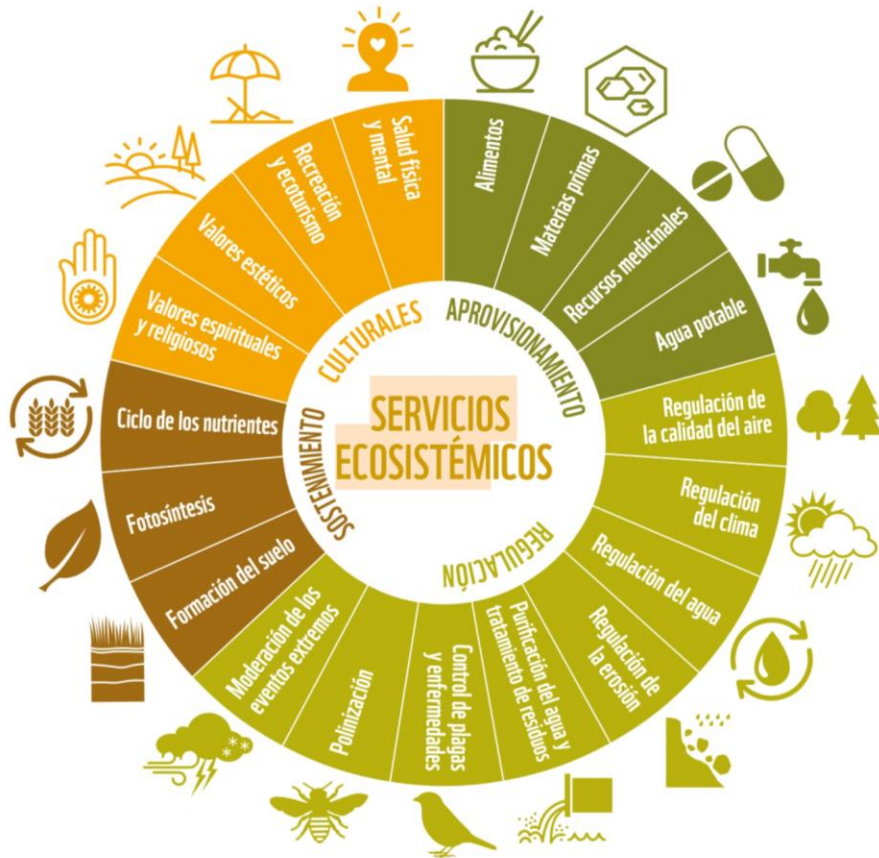 SERVICIOS
ECOSISTÉMICOS
APROVISIONAMIENTO
Alimentos
Materias primas
Recursos medicinales
Agua potable
REGULACIÓN
Regulación de
la calidad del aire
Regulación
del clima
Regulación del agua
Regulación de
la erosión
Purificación del agua y
tratamiento de residuos
Control de plagas
y enfermedades
Polinización
Moderación de los
eventos extremos
SOSTENIMIENTO
Formación del suelo
Fotosíntesis
Ciclo de los nutrientes
CULTURALES
Valores espirituales
y religiosos
Valores estéticos
Recreación
y ecoturismo
Salud física
y mental